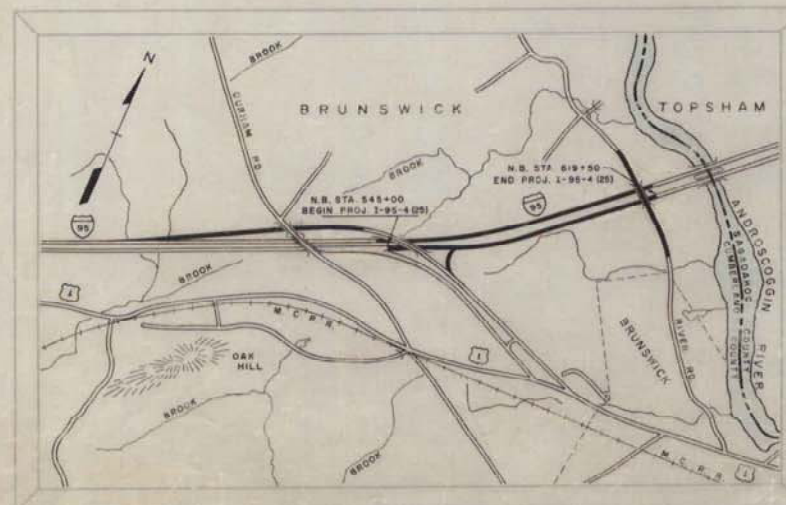 N
BROOK
DURHAM RD.
BRUNSWICK
TOPSHAM
BROOK
N.B. STA. 619+50
END PROJ. I-95-4 (25)
N.B. STA. 545+00
BEGIN PROJ. I-95-4 (25)
95
95
ANDROSCOGGIN RIVER
SAGADAHOC COUNTY
CUMBERLAND COUNTY
BROOK
1
M.C.R.R.
OAK
HILL
1
BRUNSWICK
RIVER RD.
BROOK
BROOK
M.C.R.R.
1